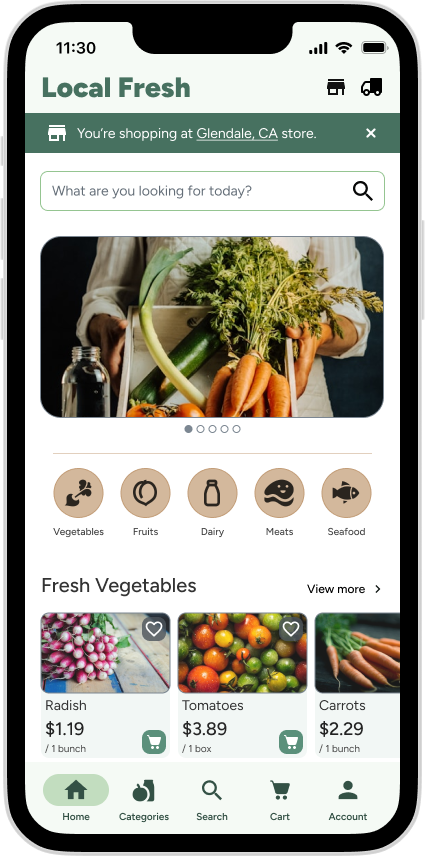 11:30
Local Fresh
You're shopping at Glendale, CA store.
What are you looking for today?
Vegetables Fruits Dairy Meats Seafood
Fresh Vegetables View more
Radish Tomatoes Carrots
$1.19 $3.89 $2.29
/ 1 bunch / 1 box / 1 bunch
Home Categories Search Cart Account